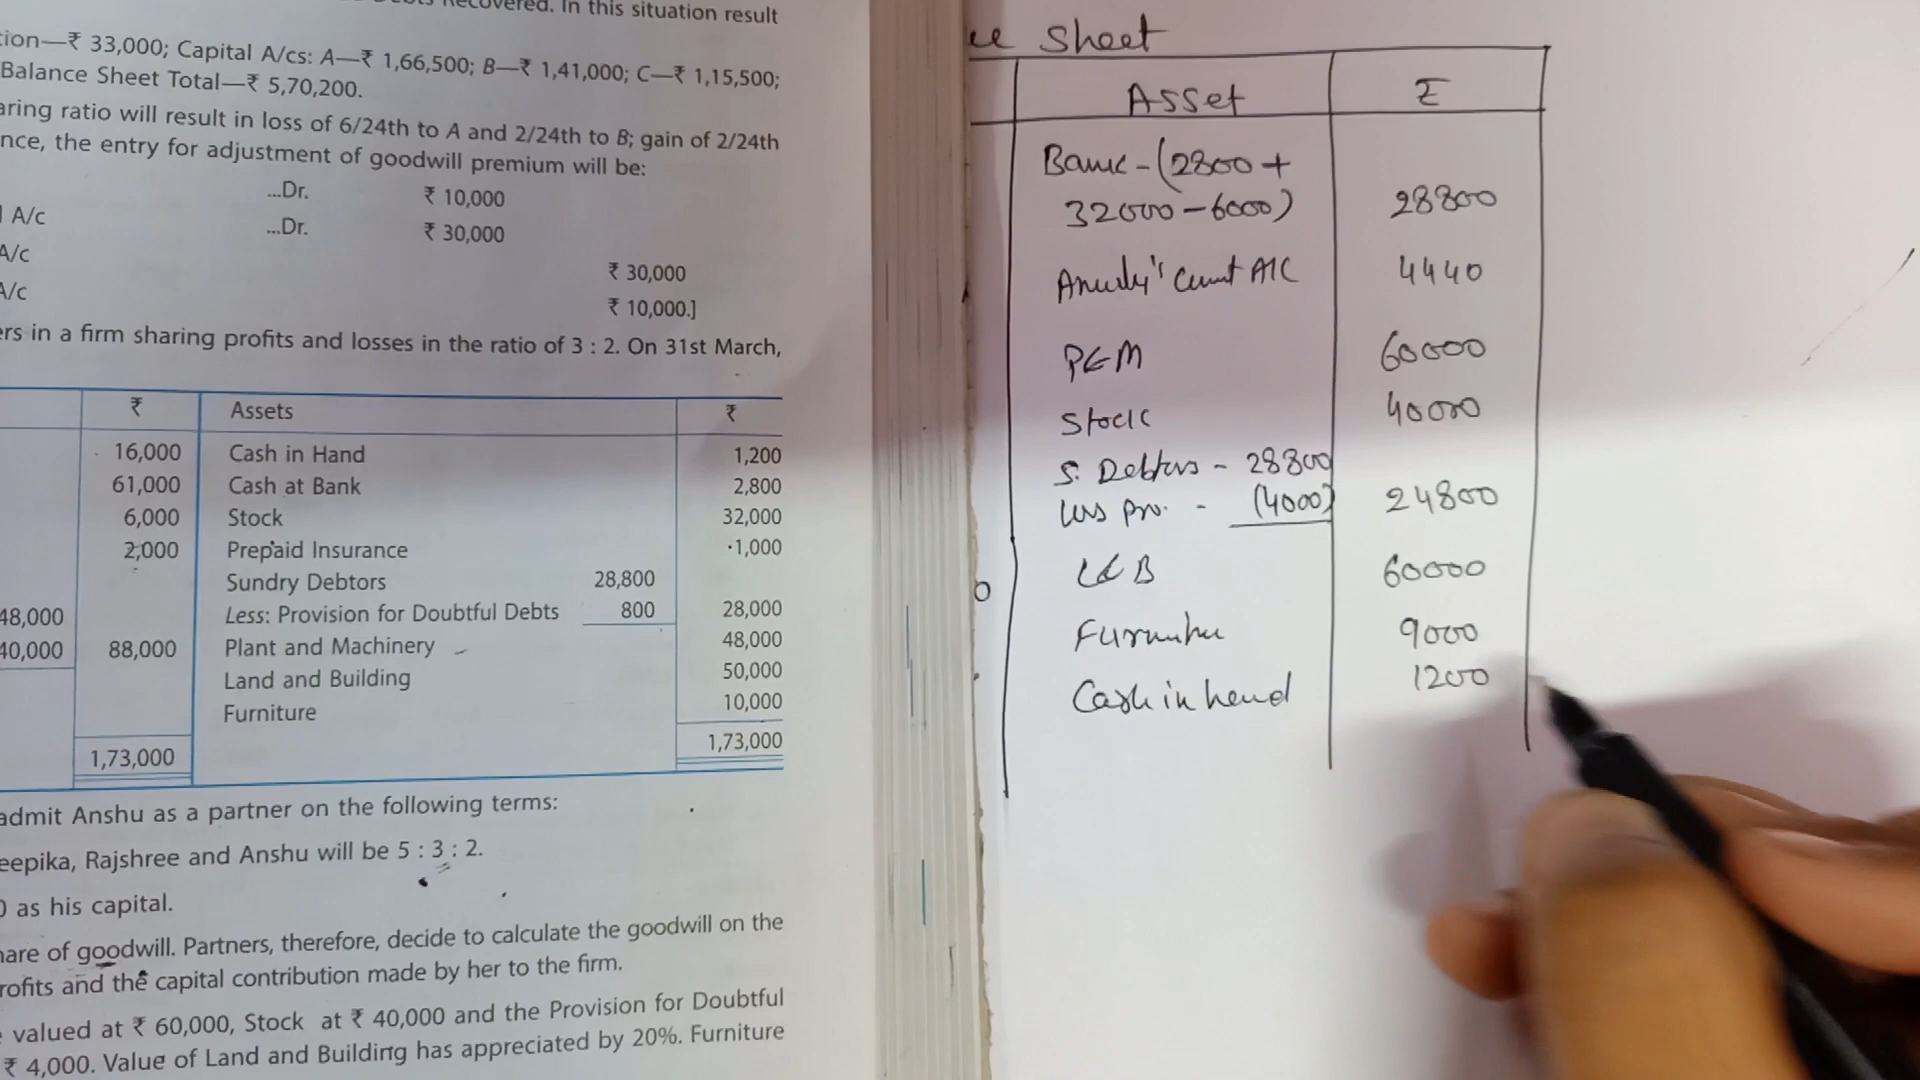 Debts Recovered. In this situation result
tion—₹ 33,000; Capital A/cs: A—₹ 1,66,500; B—₹ 1,41,000; C—₹ 1,15,500;
Balance Sheet Total—₹ 5,70,200.
aring ratio will result in loss of 6/24th to A and 2/24th to B; gain of 2/24th
nce, the entry for adjustment of goodwill premium will be:
...Dr. ₹ 10,000
A/c ...Dr. ₹ 30,000
A/c ₹ 30,000
A/c ₹ 10,000.]
ers in a firm sharing profits and losses in the ratio of 3 : 2. On 31st March,
₹ Assets ₹
16,000 Cash in Hand 1,200
61,000 Cash at Bank 2,800
6,000 Stock 32,000
2,000 Prepaid Insurance 1,000
Sundry Debtors 28,800
48,000 Less: Provision for Doubtful Debts 800 28,000
40,000 88,000 Plant and Machinery 48,000
Land and Building 50,000
Furniture 10,000
1,73,000 1,73,000
admit Anshu as a partner on the following terms:
eepika, Rajshree and Anshu will be 5 : 3 : 2.
0 as his capital.
hare of goodwill. Partners, therefore, decide to calculate the goodwill on the
rofits and the capital contribution made by her to the firm.
valued at ₹ 60,000, Stock at ₹ 40,000 and the Provision for Doubtful
₹ 4,000. Value of Land and Building has appreciated by 20%. Furniture
ce Sheet
Asset ₹
Bank - (2800 +
32000 - 6000) 28800
A/C 4440
P&M 60000
Stock 40000
S. Debtors - 28800
less pro. - (4000) 24800
L&B 60000
Furniture 9000
Cash in hand 1200
0